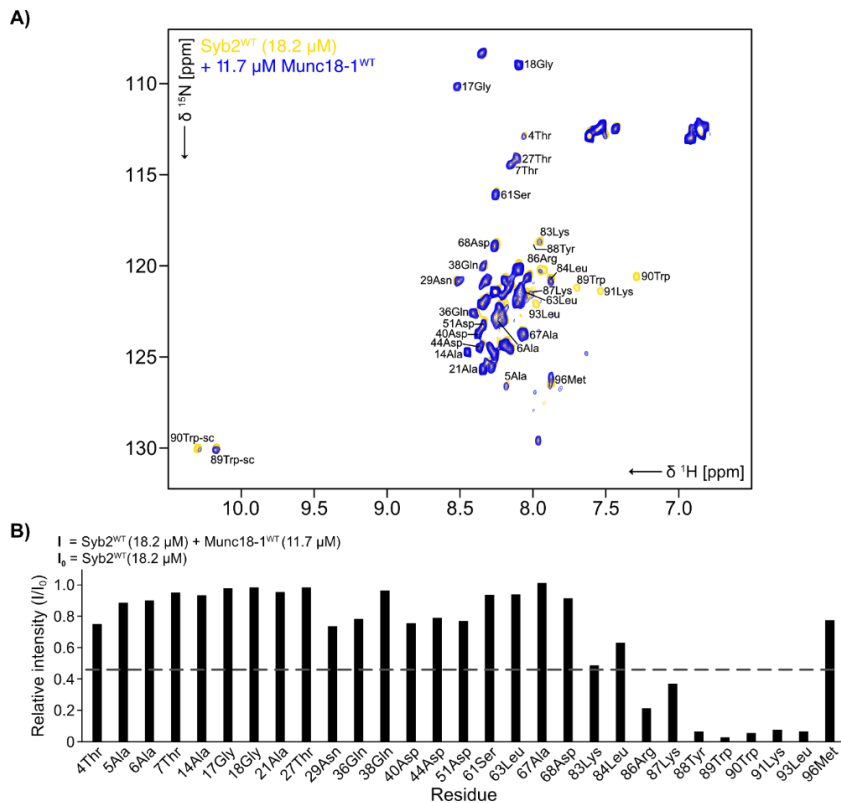 A)
Syb2WT (18.2 µM)
+ 11.7 µM Munc18-1WT
δ 15N [ppm]
110
115
120
125
130
18Gly
17Gly
4Thr
27Thr
7Thr
61Ser
83Lys
68Asp
88Tyr
86Arg
38Gln
84Leu
89Trp
90Trp
29Asn
87Lys
91Lys
63Leu
36Gln
93Leu
51Asp
40Asp
67Ala
44Asp
6Ala
14Ala
21Ala
5Ala
96Met
90Trp-sc
89Trp-sc
δ 1H [ppm]
10.0 9.5 9.0 8.5 8.0 7.5 7.0
B)
I = Syb2WT (18.2 µM) + Munc18-1WT (11.7 µM)
I0 = Syb2WT (18.2 µM)
Relative intensity (I/I0)
1.0
0.8
0.6
0.4
0.2
0
4Thr 5Ala 6Ala 7Thr 14Ala 17Gly 18Gly 21Ala 27Thr 29Asn 36Gln 38Gln 40Asp 44Asp 51Asp 61Ser 63Leu 67Ala 68Asp 83Lys 84Leu 86Arg 87Lys 88Tyr 89Trp 90Trp 91Lys 93Leu 96Met
Residue